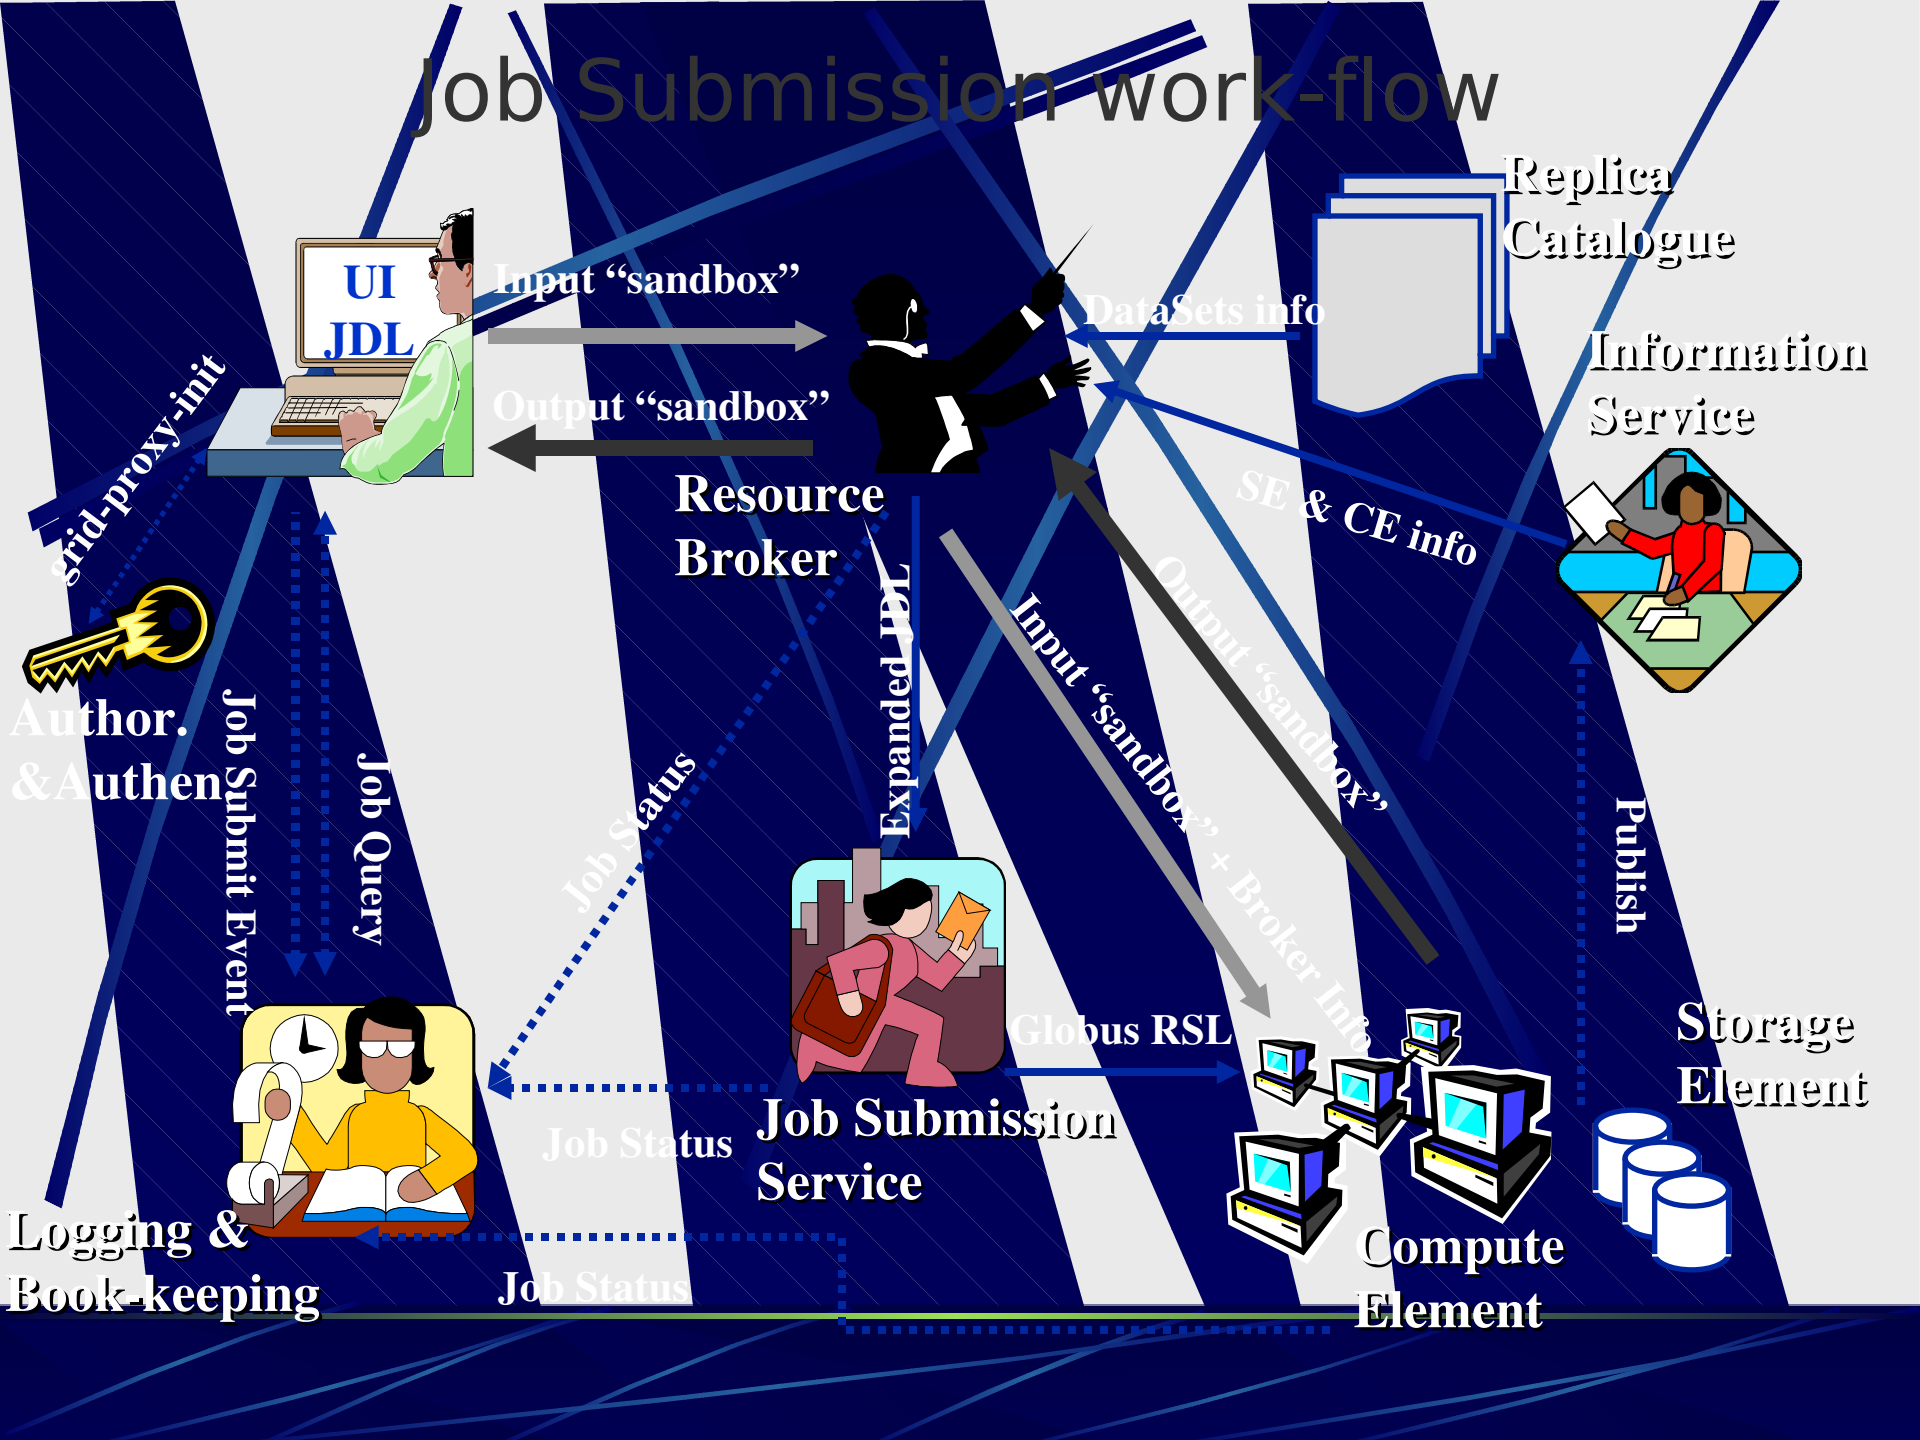 Job Submission work-flow
Replica
Catalogue
UI
JDL
Input “sandbox”
DataSets info
Information
Service
grid-proxy-init
Output “sandbox”
Resource
Broker
SE & CE info
Author.
&Authen.
Job Submit Event
Job Query
Job Status
Expanded JDL
Input “sandbox” + Broker Info
Output “sandbox”
Publish
Globus RSL
Storage
Element
Job Submission
Service
Job Status
Logging &
Book-keeping
Compute
Element
Job Status